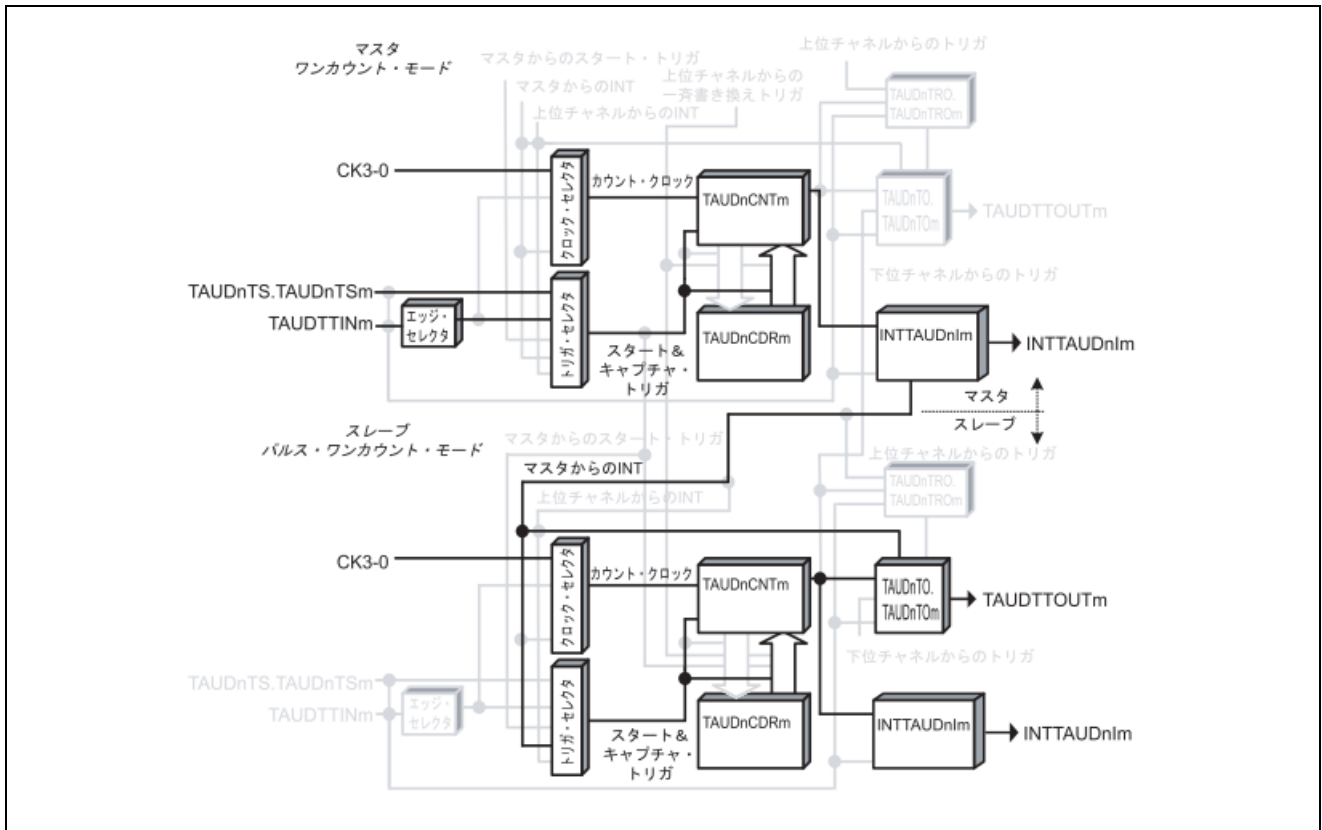 マスタ
ワンカウント・モード
マスタからのスタート・トリガ
マスタからのINT
上位チャネルからのINT
上位チャネルからの
一斉書き換えトリガ
上位チャネルからのトリガ
TAUDnTRO.
TAUDnTROm
CK3-0
クロック・セレクタ
カウント・クロック
TAUDnCNTm
TAUDnTO.
TAUDnTOm
TAUDTTOUTm
下位チャネルからのトリガ
TAUDnTS.TAUDnTSm
TAUDTTINm
エッジ・
セレクタ
トリガ・セレクタ
スタート&
キャプチャ・
トリガ
TAUDnCDRm
INTTAUDnIm
INTTAUDnIm
マスタ
スレーブ
スレーブ
パルス・ワンカウント・モード
マスタからのスタート・トリガ
マスタからのINT
上位チャネルからのINT
上位チャネルからのトリガ
TAUDnTRO.
TAUDnTROm
CK3-0
クロック・セレクタ
カウント・クロック
TAUDnCNTm
TAUDnTO.
TAUDnTOm
TAUDTTOUTm
下位チャネルからのトリガ
TAUDnTS.TAUDnTSm
TAUDTTINm
エッジ・
セレクタ
トリガ・セレクタ
スタート&
キャプチャ・
トリガ
TAUDnCDRm
INTTAUDnIm
INTTAUDnIm